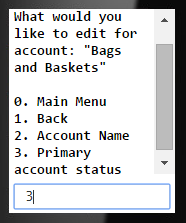 What would you
like to edit for
account: "Bags
and Baskets"

0. Main Menu
1. Back
2. Account Name
3. Primary
account status
3